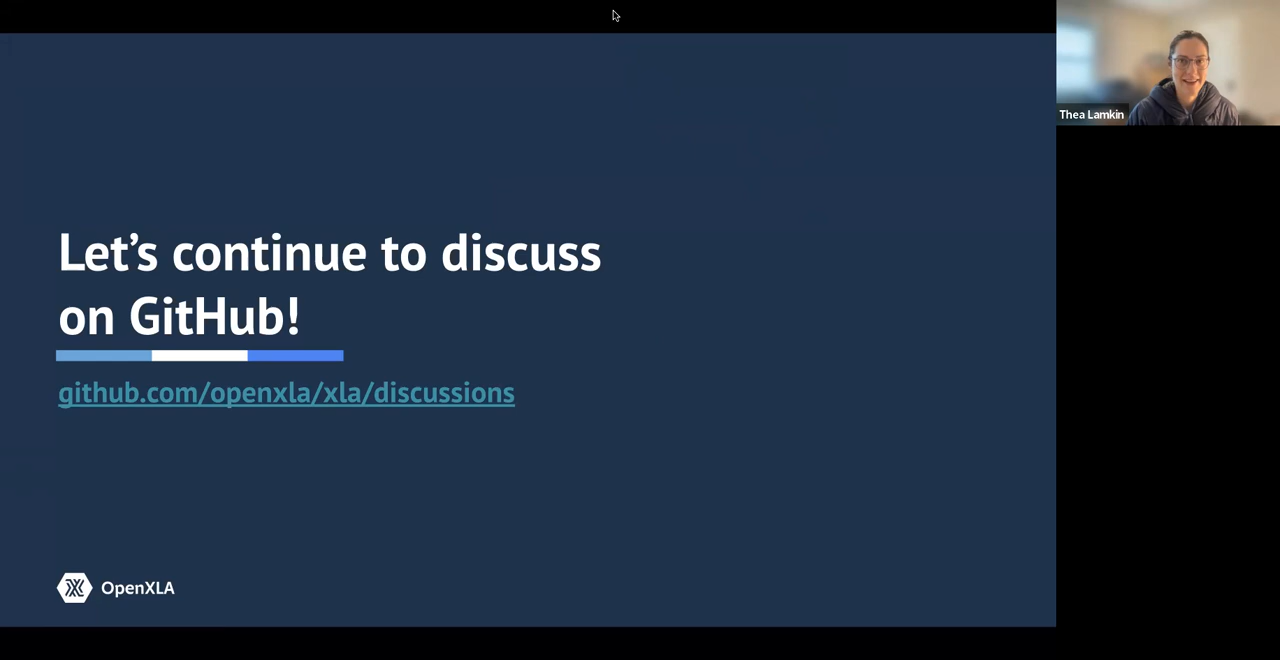 Let’s continue to discuss
on GitHub!
github.com/openxla/xla/discussions
OpenXLA
Thea Lamkin